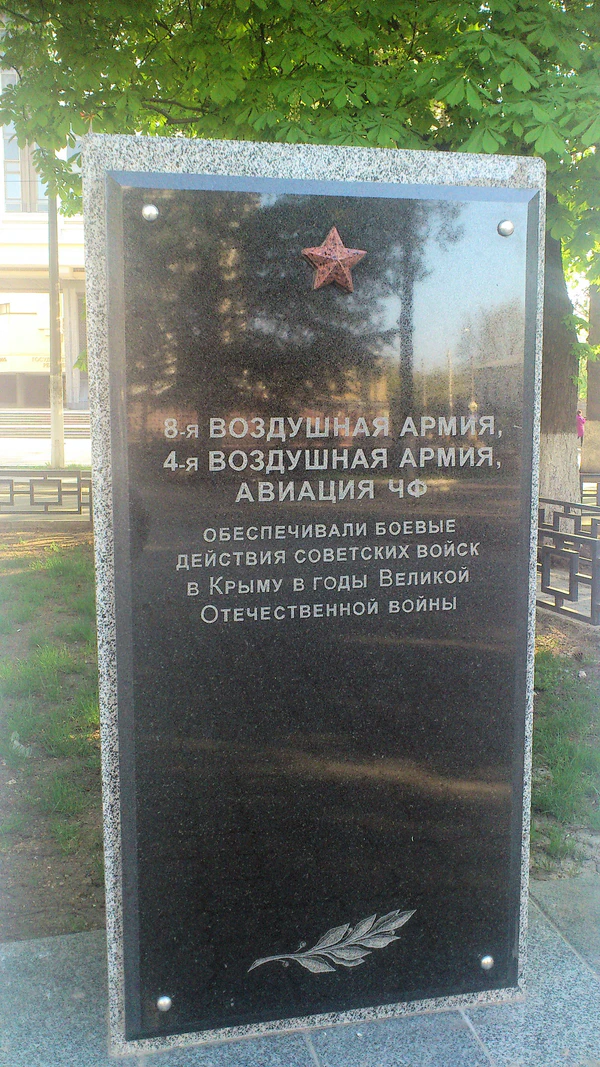 8-я ВОЗДУШНАЯ АРМИЯ,
4-я ВОЗДУШНАЯ АРМИЯ,
АВИАЦИЯ ЧФ
ОБЕСПЕЧИВАЛИ БОЕВЫЕ
ДЕЙСТВИЯ СОВЕТСКИХ ВОЙСК
В КРЫМУ В ГОДЫ ВЕЛИКОЙ
ОТЕЧЕСТВЕННОЙ ВОЙНЫ